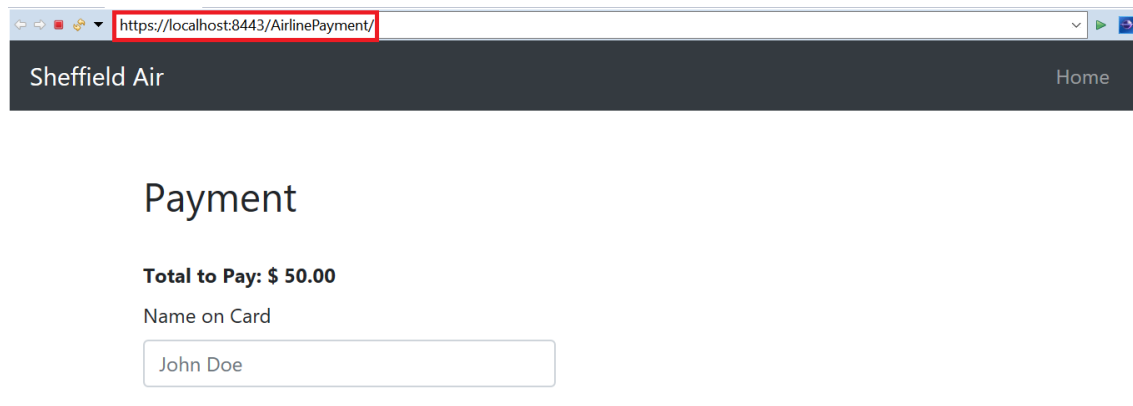 https://localhost:8443/AirlinePayment/
Sheffield Air Home
Payment
Total to Pay: $ 50.00
Name on Card
John Doe